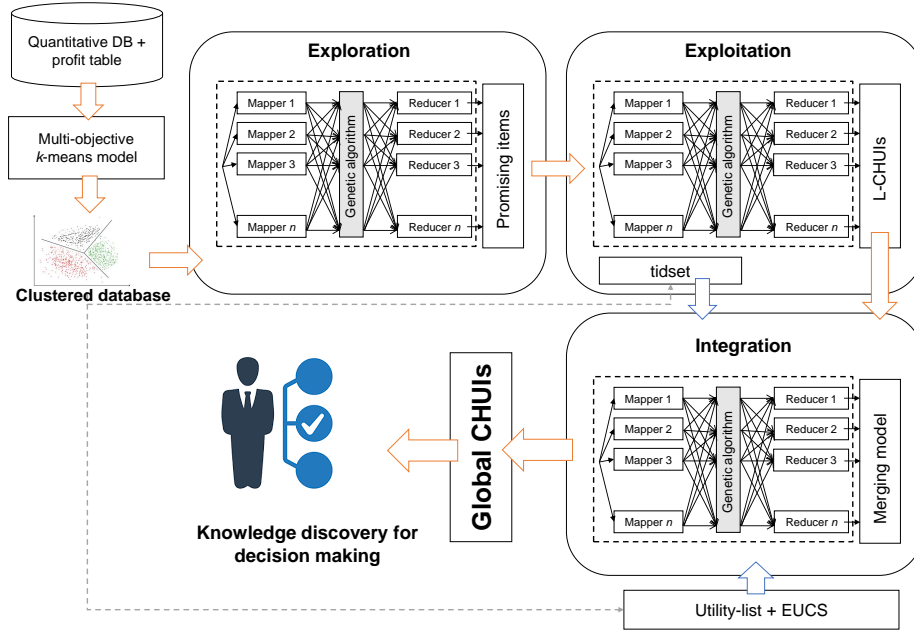 Quantitative DB +
profit table
Multi-objective
k-means model
Clustered database
Exploration
Mapper 1
Mapper 2
Mapper 3
Mapper n
Genetic algorithm
Reducer 1
Reducer 2
Reducer 3
Reducer n
Promising items
Exploitation
Mapper 1
Mapper 2
Mapper 3
Mapper n
Genetic algorithm
Reducer 1
Reducer 2
Reducer 3
Reducer n
L-CHUIs
tidset
Integration
Mapper 1
Mapper 2
Mapper 3
Mapper n
Genetic algorithm
Reducer 1
Reducer 2
Reducer 3
Reducer n
Merging model
Utility-list + EUCS
Global CHUIs
Knowledge discovery for
decision making